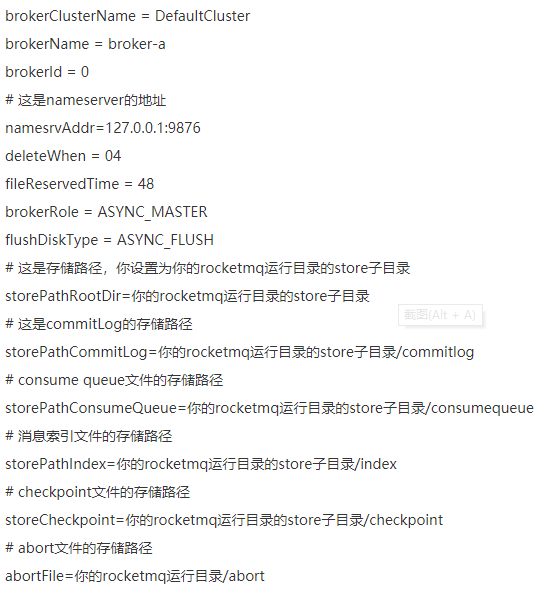 brokerClusterName = DefaultCluster
brokerName = broker-a
brokerId = 0
# 这是nameserver的地址
namesrvAddr=127.0.0.1:9876
deleteWhen = 04
fileReservedTime = 48
brokerRole = ASYNC_MASTER
flushDiskType = ASYNC_FLUSH
# 这是存储路径，你设置为你的rocketmq运行目录的store子目录
storePathRootDir=你的rocketmq运行目录的store子目录
截图(Alt + A)
# 这是commitLog的存储路径
storePathCommitLog=你的rocketmq运行目录的store子目录/commitlog
# consume queue文件的存储路径
storePathConsumeQueue=你的rocketmq运行目录的store子目录/consumequeue
# 消息索引文件的存储路径
storePathIndex=你的rocketmq运行目录的store子目录/index
# checkpoint文件的存储路径
storeCheckpoint=你的rocketmq运行目录的store子目录/checkpoint
# abort文件的存储路径
abortFile=你的rocketmq运行目录/abort